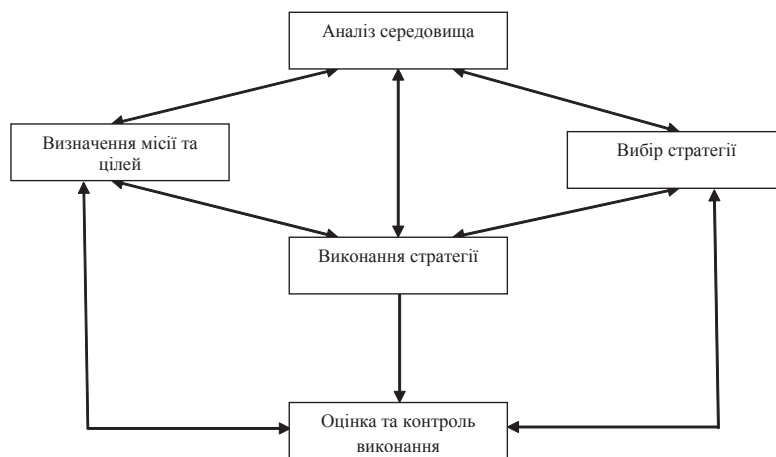 Аналіз середовища
Визначення місії та
цілей
Вибір стратегії
Виконання стратегії
Оцінка та контроль
виконання